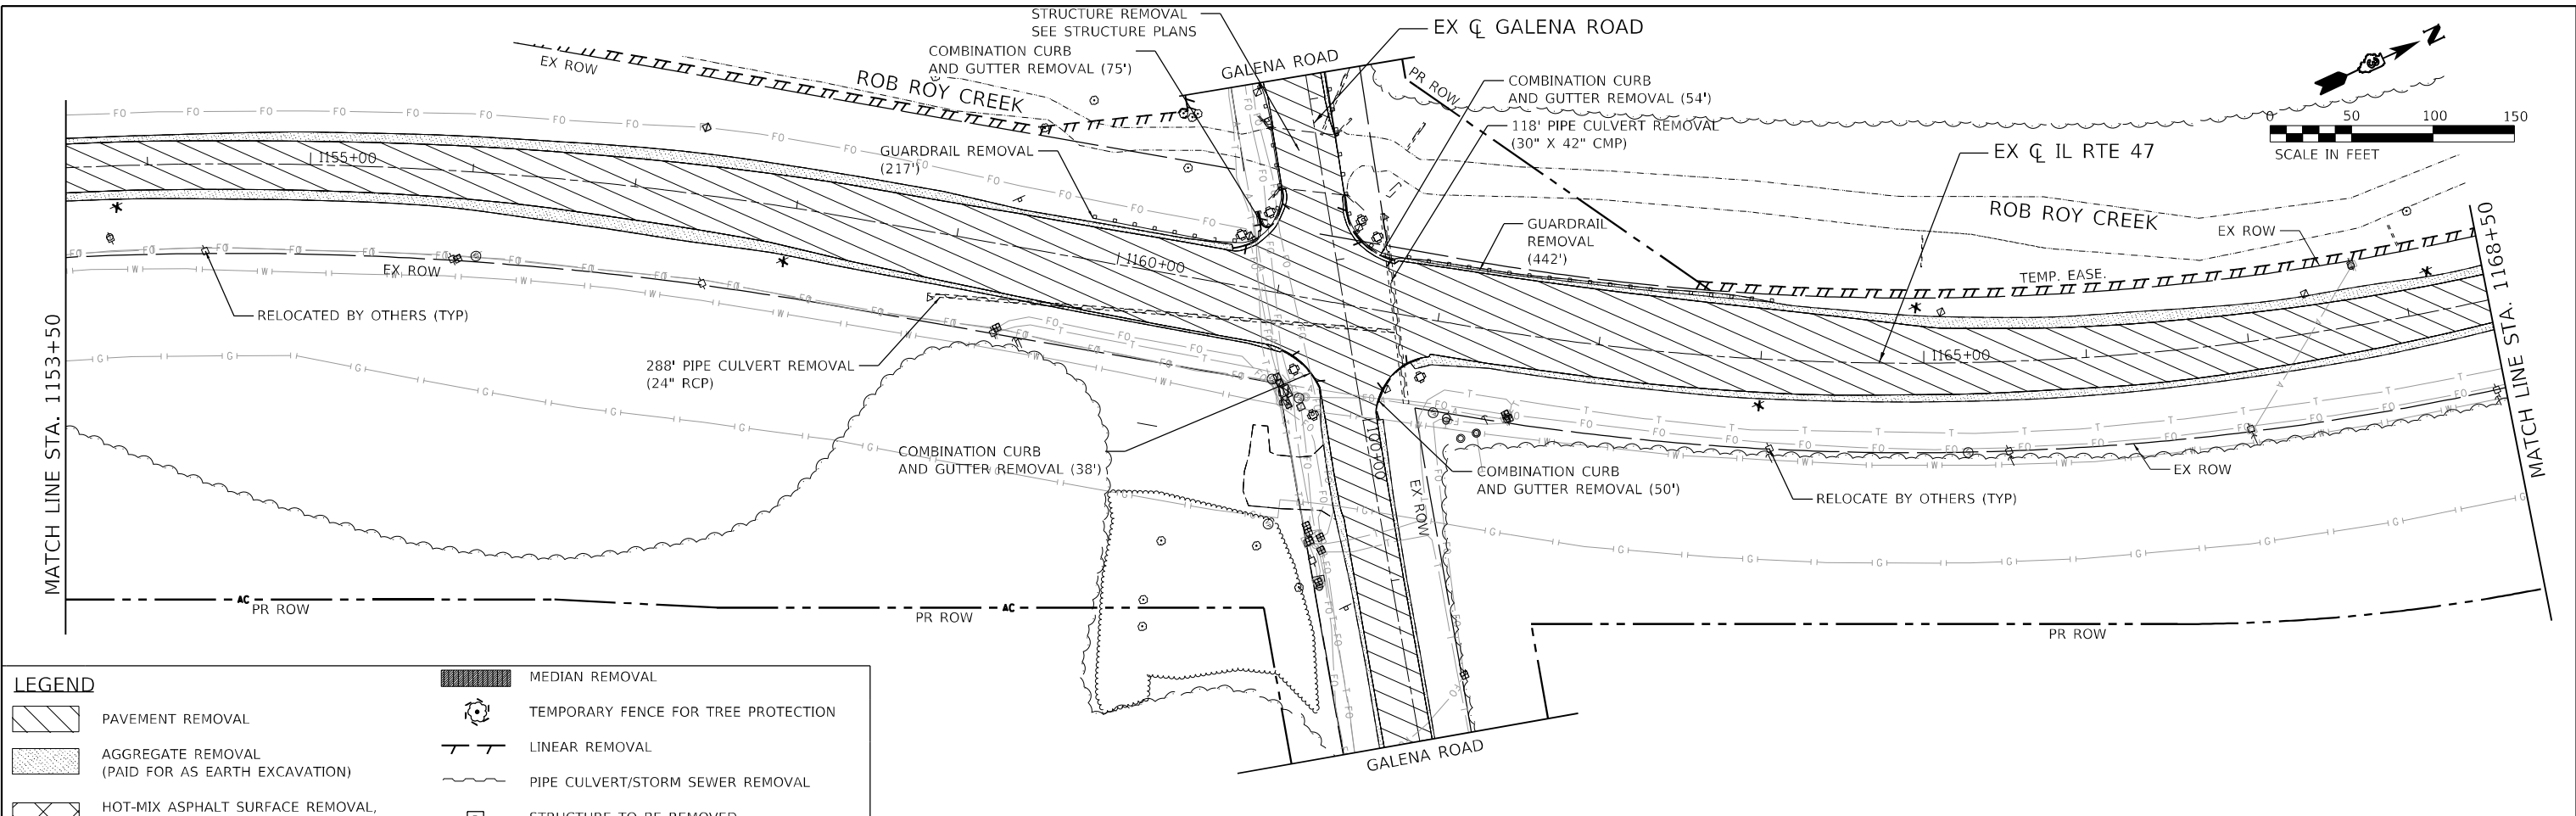 STRUCTURE REMOVAL
SEE STRUCTURE PLANS
EX ℄ GALENA ROAD
COMBINATION CURB
AND GUTTER REMOVAL (75')
GALENA ROAD
EX ROW
ROB ROY CREEK
PR ROW
COMBINATION CURB
AND GUTTER REMOVAL (54')
118' PIPE CULVERT REMOVAL
(30" X 42" CMP)
N
0 50 100 150
SCALE IN FEET
EX ℄ IL RTE 47
1155+00
GUARDRAIL REMOVAL
(217')
ROB ROY CREEK
GUARDRAIL
REMOVAL
(442')
EX ROW
TEMP. EASE.
1160+00
EX ROW
RELOCATED BY OTHERS (TYP)
288' PIPE CULVERT REMOVAL
(24" RCP)
1165+00
MATCH LINE STA. 1153+50
MATCH LINE STA. 1168+50
COMBINATION CURB
AND GUTTER REMOVAL (38')
10+00
COMBINATION CURB
AND GUTTER REMOVAL (50')
EX ROW
EX ROW
RELOCATE BY OTHERS (TYP)
AC
PR ROW
AC
PR ROW
PR ROW
GALENA ROAD
LEGEND
PAVEMENT REMOVAL
AGGREGATE REMOVAL
(PAID FOR AS EARTH EXCAVATION)
HOT-MIX ASPHALT SURFACE REMOVAL,
MEDIAN REMOVAL
TEMPORARY FENCE FOR TREE PROTECTION
LINEAR REMOVAL
PIPE CULVERT/STORM SEWER REMOVAL
STRUCTURE TO BE REMOVED